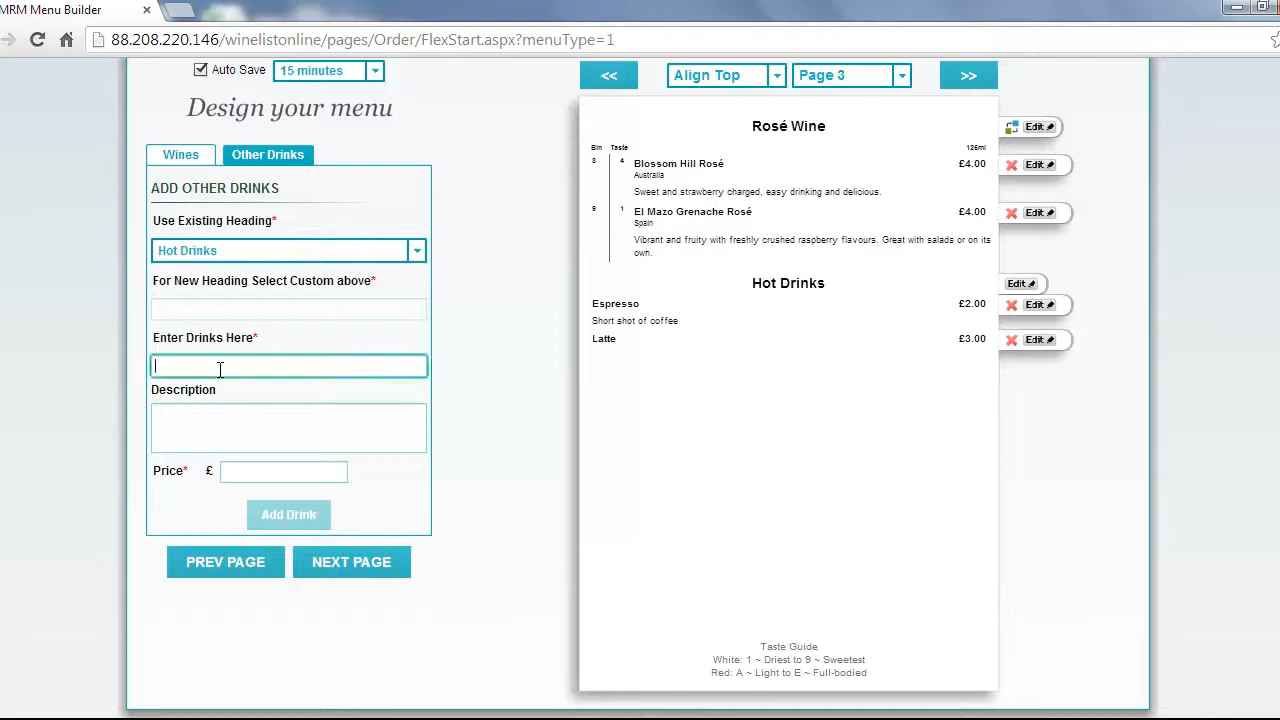 MRM Menu Builder
88.208.220.146/winelistonline/pages/Order/FlexStart.aspx?menuType=1
Auto Save
15 minutes
Design your menu
Wines
Other Drinks
ADD OTHER DRINKS
Use Existing Heading*
Hot Drinks
For New Heading Select Custom above*
Enter Drinks Here*
Description
Price* £
Add Drink
PREV PAGE
NEXT PAGE
<<
Align Top
Page 3
>>
Rosé Wine
Edit
Bin Taste 125ml
8 4 Blossom Hill Rosé £4.00
Edit
Australia
Sweet and strawberry charged, easy drinking and delicious.
9 1 El Mazo Grenache Rosé £4.00
Edit
Spain
Vibrant and fruity with freshly crushed raspberry flavours. Great with salads or on its
own.
Hot Drinks
Edit
Espresso £2.00
Edit
Short shot of coffee
Latte £3.00
Edit
Taste Guide
White: 1 ~ Driest to 9 ~ Sweetest
Red: A ~ Light to E ~ Full-bodied